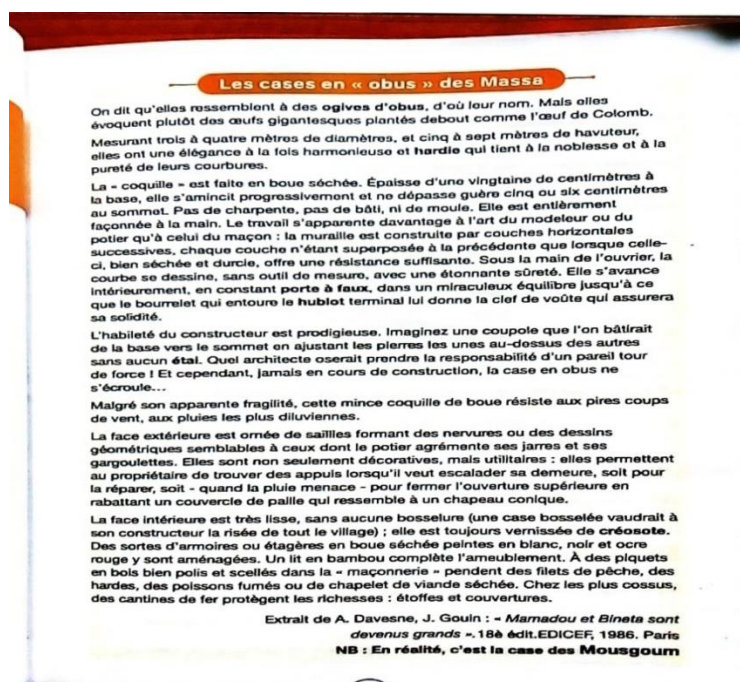 Les cases en « obus » des Massa
On dit qu'elles ressemblent à des ogives d'obus, d'où leur nom. Mais elles
évoquent plutôt des œufs gigantesques plantés debout comme l'œuf de Colomb.
Mesurant trois à quatre mètres de diamètres, et cinq à sept mètres de havuteur,
elles ont une élégance à la fois harmonieuse et hardie qui tient à la noblesse et à la
pureté de leurs courbures.
La « coquille » est faite en boue séchée. Épaisse d'une vingtaine de centimètres à
la base, elle s'amincit progressivement et ne dépasse guère cinq ou six centimètres
au sommet. Pas de charpente, pas de bâti, ni de moule. Elle est entièrement
façonnée à la main. Le travail s'apparente davantage à l'art du modeleur ou du
potier qu'à celui du maçon : la muraille est construite par couches horizontales
successives, chaque couche n'étant superposée à la précédente que lorsque celle-
ci, bien séchée et durcie, offre une résistance suffisante. Sous la main de l'ouvrier, la
courbe se dessine, sans outil de mesure, avec une étonnante sûreté. Elle s'avance
intérieurement, en constant porte à faux, dans un miraculeux équilibre jusqu'à ce
que le bourrelet qui entoure le hublot terminal lui donne la clef de voûte qui assurera
sa solidité.
L'habileté du constructeur est prodigieuse. Imaginez une coupole que l'on bâtirait
de la base vers le sommet en ajustant les pierres les unes au-dessus des autres
sans aucun étai. Quel architecte oserait prendre la responsabilité d'un pareil tour
de force ! Et cependant, jamais en cours de construction, la case en obus ne
s'écroule...
Malgré son apparente fragilité, cette mince coquille de boue résiste aux pires coups
de vent, aux pluies les plus diluviennes.
La face extérieure est ornée de saillies formant des nervures ou des dessins
géométriques semblables à ceux dont le potier agrémente ses jarres et ses
gargoulettes. Elles sont non seulement décoratives, mais utilitaires : elles permettent
au propriétaire de trouver des appuis lorsqu'il veut escalader sa demeure, soit pour
la réparer, soit - quand la pluie menace - pour fermer l'ouverture supérieure en
rabattant un couvercle de paille qui ressemble à un chapeau conique.
La face intérieure est très lisse, sans aucune bosselure (une case bosselée vaudrait à
son constructeur la risée de tout le village) ; elle est toujours vernissée de créosote.
Des sortes d'armoires ou étagères en boue séchée peintes en blanc, noir et ocre
rouge y sont aménagées. Un lit en bambou complète l'ameublement. À des piquets
en bois bien polis et scellés dans la « maçonnerie » pendent des filets de pêche, des
hardes, des poissons fumés ou de chapelet de viande séchée. Chez les plus cossus,
des cantines de fer protègent les richesses : étoffes et couvertures.
Extrait de A. Davesne, J. Gouin : « Mamadou et Bineta sont
devenus grands ».18è édit.EDICEF, 1986. Paris
NB : En réalité, c'est la case des Mousgoum